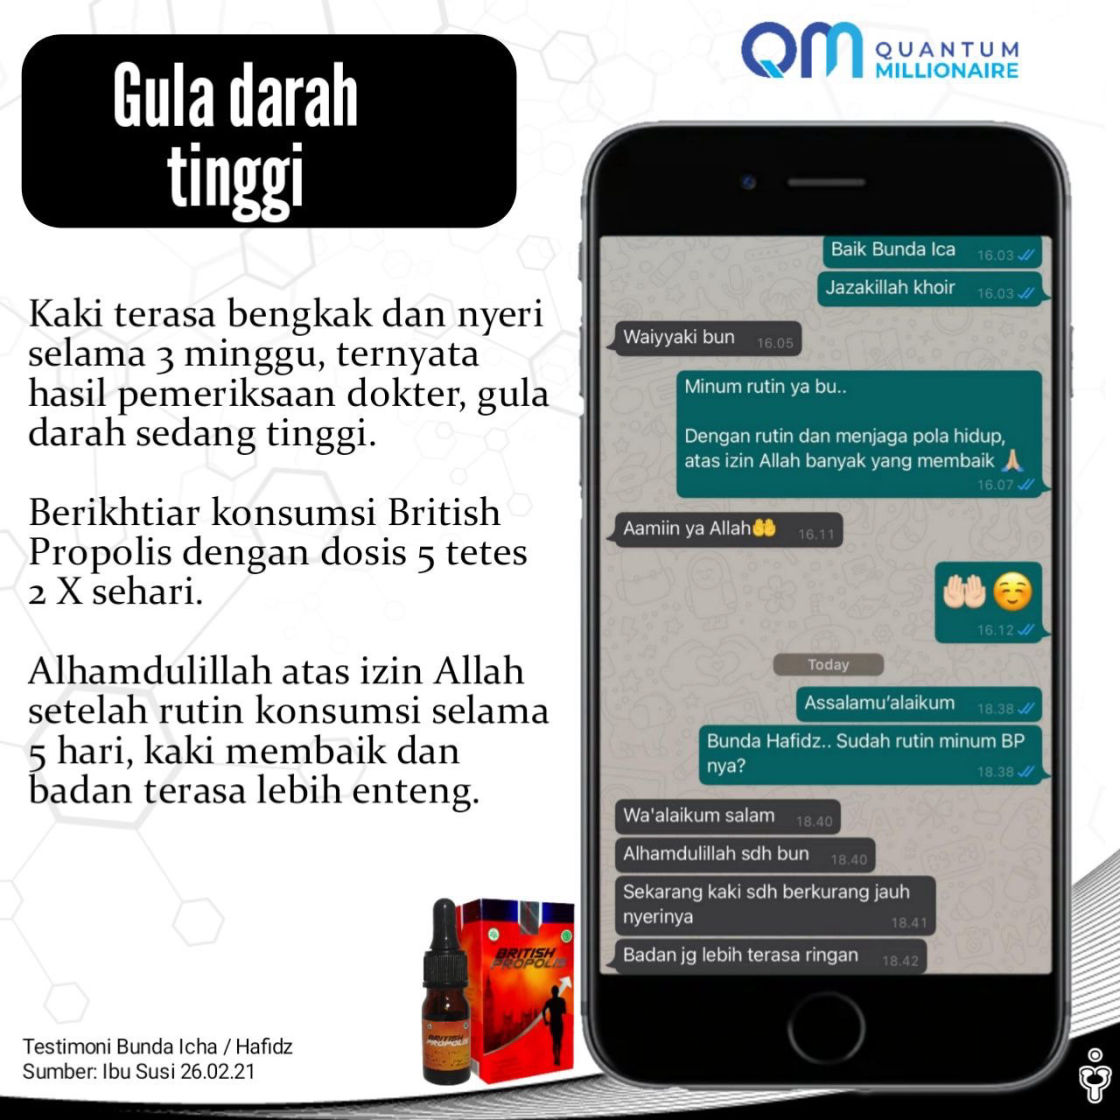 Gula darah
tinggi
QM QUANTUM
MILLIONAIRE
Kaki terasa bengkak dan nyeri
selama 3 minggu, ternyata
hasil pemeriksaan dokter, gula
darah sedang tinggi.
Berikhtiar konsumsi British
Propolis dengan dosis 5 tetes
2 X sehari.
Alhamdulillah atas izin Allah
setelah rutin konsumsi selama
5 hari, kaki membaik dan
badan terasa lebih enteng.
Baik Bunda Ica 16.03
Jazakillah khoir 16.03
Waiyyaki bun 16.05
Minum rutin ya bu..
Dengan rutin dan menjaga pola hidup,
atas izin Allah banyak yang membaik 🙏🏼
16.07
Aamiin ya Allah🤲 16.11
🤲🏻 ☺️
16.12
Today
Assalamu'alaikum 18.38
Bunda Hafidz.. Sudah rutin minum BP
nya? 18.38
Wa'alaikum salam 18.40
Alhamdulillah sdh bun 18.40
Sekarang kaki sdh berkurang jauh
nyerinya 18.41
Badan jg lebih terasa ringan 18.42
BRITISH
PROPOLIS
BRITISH
PROPOLIS
Testimoni Bunda Icha / Hafidz
Sumber: Ibu Susi 26.02.21